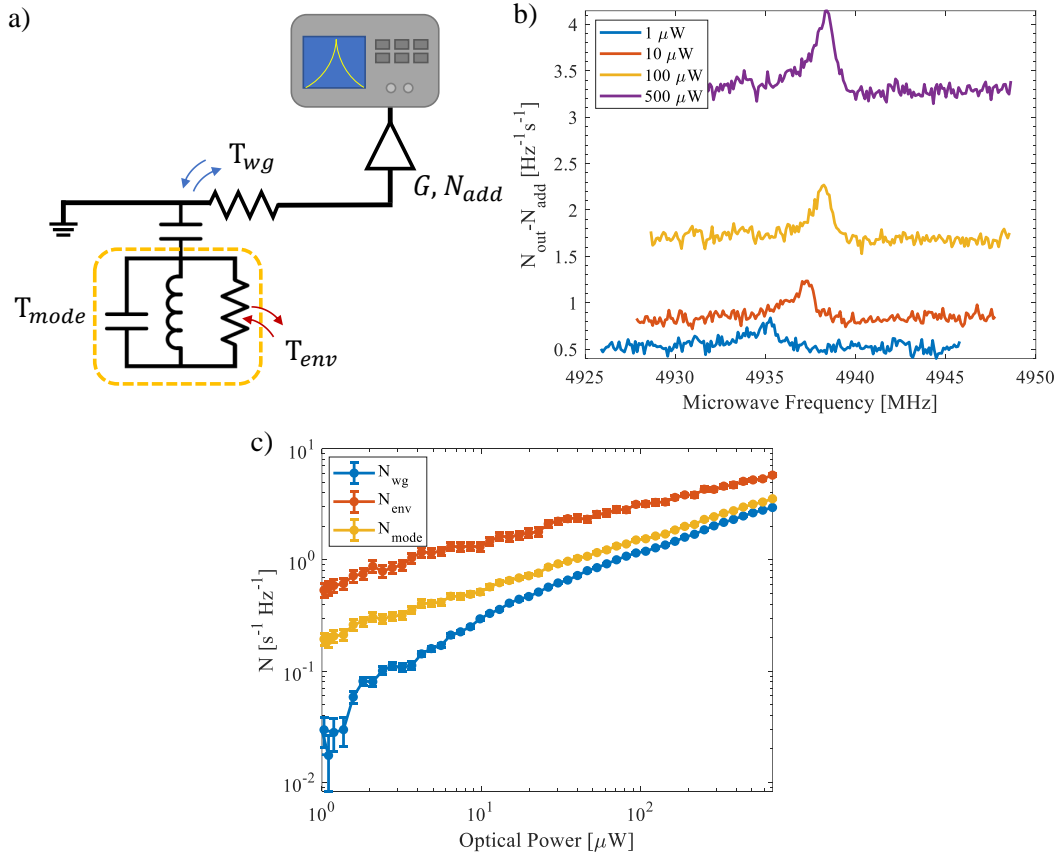 a)
T_wg
G, N_add
T_mode
T_env
b)
1 μW
10 μW
100 μW
500 μW
4
3.5
3
2.5
2
1.5
1
0.5
N_out-N_add [Hz^-1s^-1]
4925 4930 4935 4940 4945 4950
Microwave Frequency [MHz]
c)
N_wg
N_env
N_mode
10^1
10^0
10^-1
10^-2
N [s^-1 Hz^-1]
10^0 10^1 10^2
Optical Power [μW]